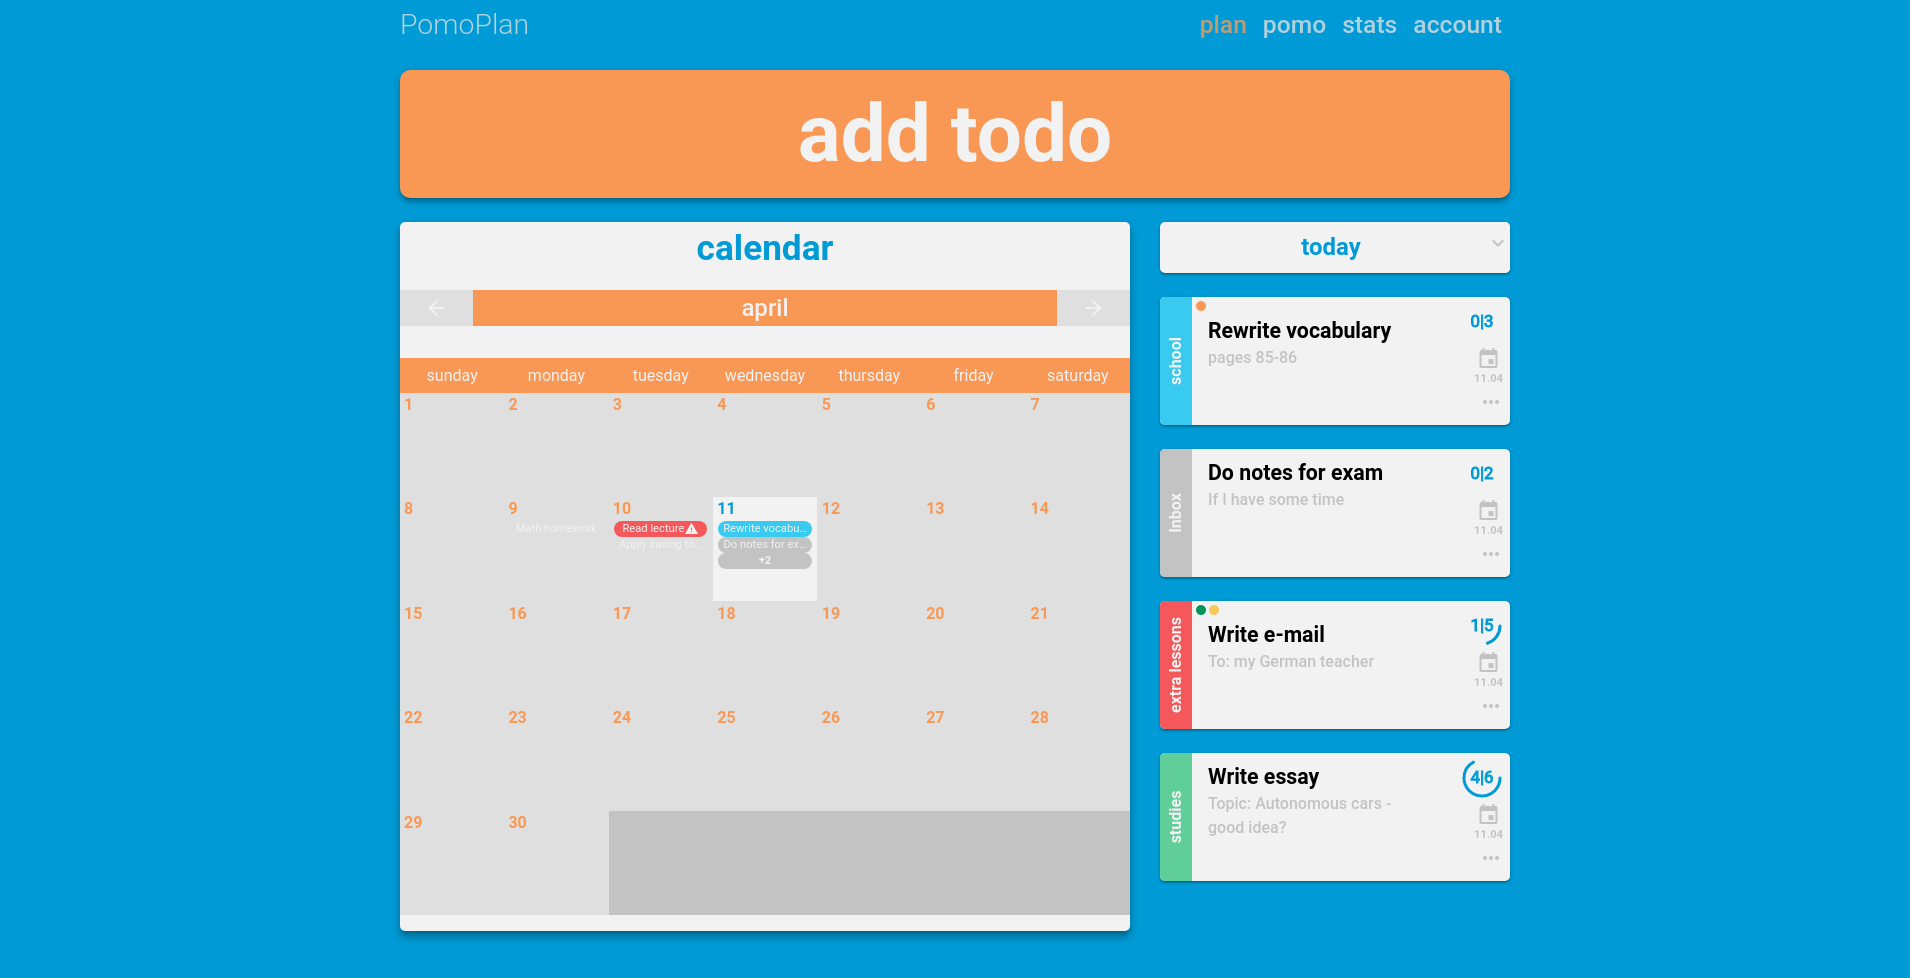 PomoPlan
plan pomo stats account
add todo
calendar
april
sunday monday tuesday wednesday thursday friday saturday
1 2 3 4 5 6 7
8 9 10 11 12 13 14
Math homework
Read lecture
Apply saving to...
Rewrite vocabu...
Do notes for ex...
+2
15 16 17 18 19 20 21
22 23 24 25 26 27 28
29 30
today
school
Rewrite vocabulary
pages 85-86
0|3
11.04
Inbox
Do notes for exam
If I have some time
0|2
11.04
extra lessons
Write e-mail
To: my German teacher
1|5
11.04
studies
Write essay
Topic: Autonomous cars -
good idea?
4|6
11.04